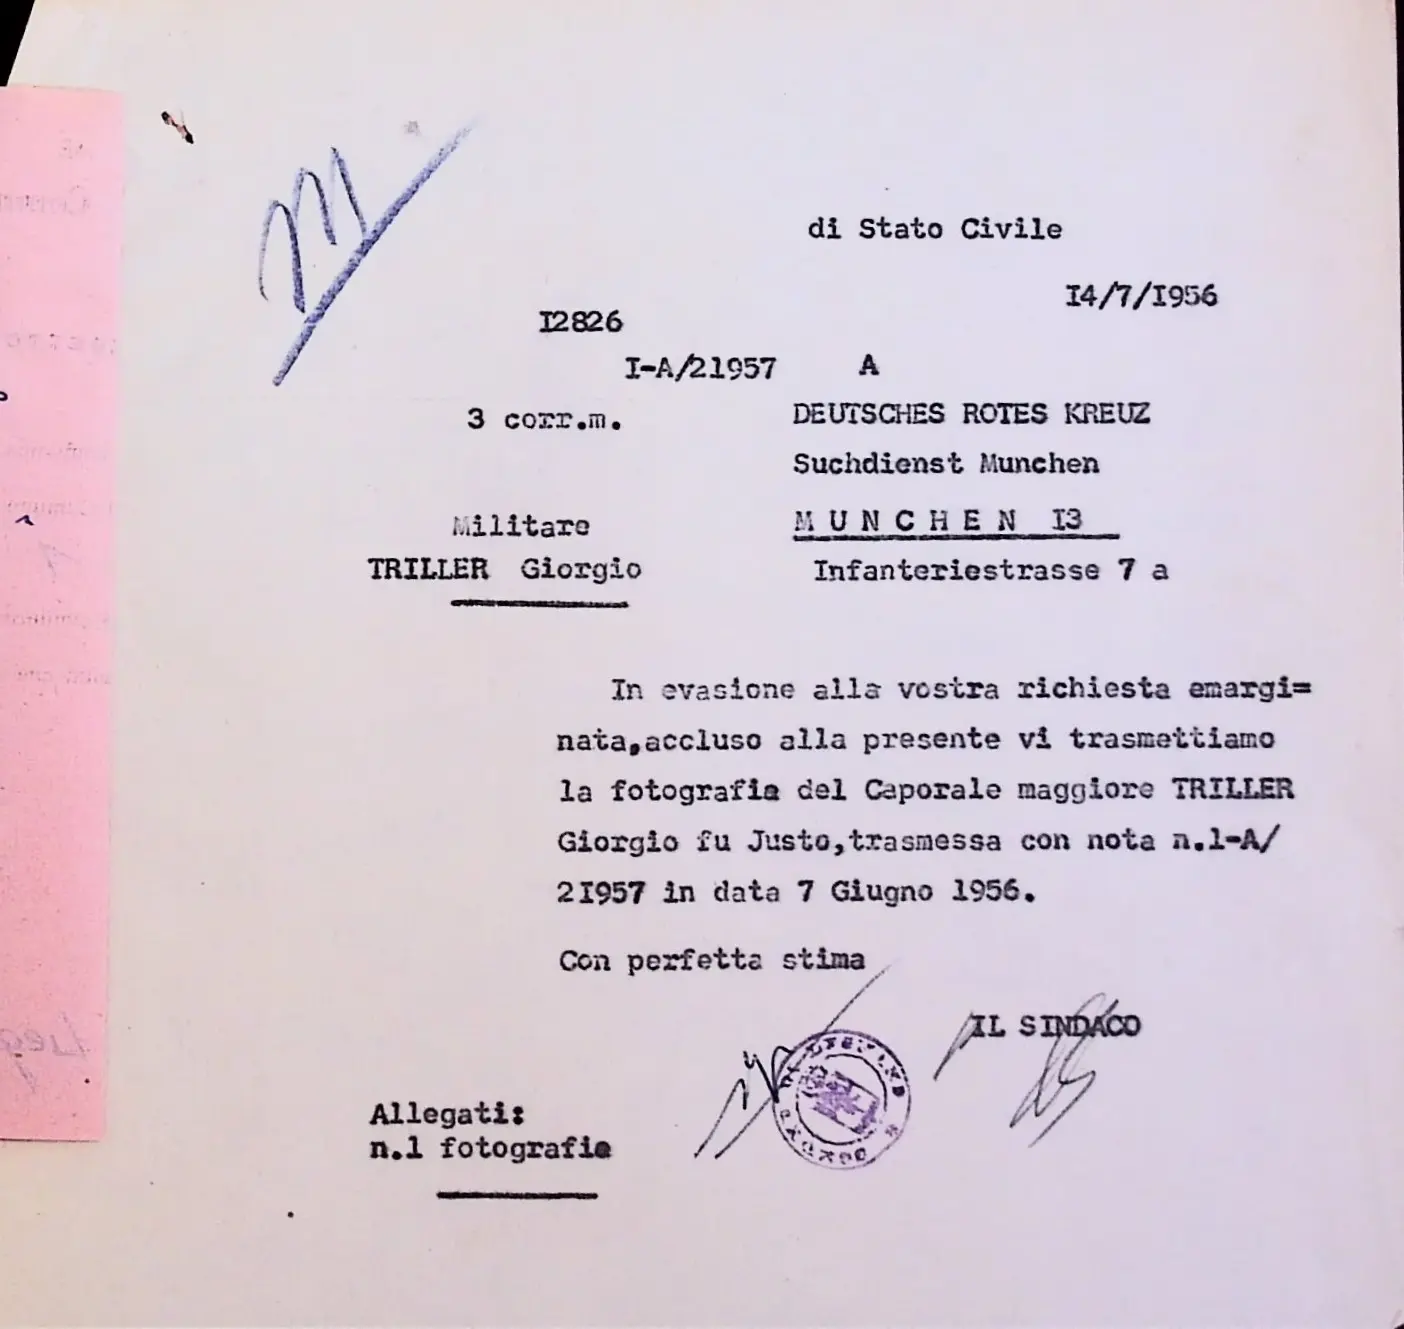 di Stato Civile
I4/7/I956
I2826
I-A/21957 A
3 corr.m. DEUTSCHES ROTES KREUZ
Suchdienst Munchen
Militare M U N C H E N I3
TRILLER Giorgio Infanteriestrasse 7 a
In evasione alla vostra richiesta emargi=
nata,accluso alla presente vi trasmettiamo
la fotografia del Caporale maggiore TRILLER
Giorgio fu Justo,trasmessa con nota n.1-A/
2I957 in data 7 Giugno 1956.
Con perfetta stima
IL SINDACO
Allegati:
n.1 fotografia